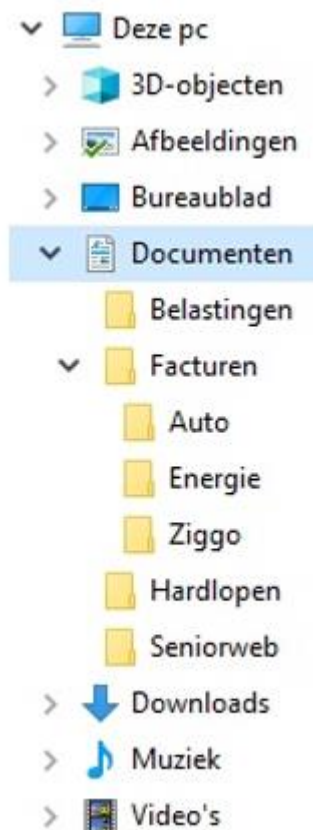 Deze pc
3D-objecten
Afbeeldingen
Bureaublad
Documenten
Belastingen
Facturen
Auto
Energie
Ziggo
Hardlopen
Seniorweb
Downloads
Muziek
Video's